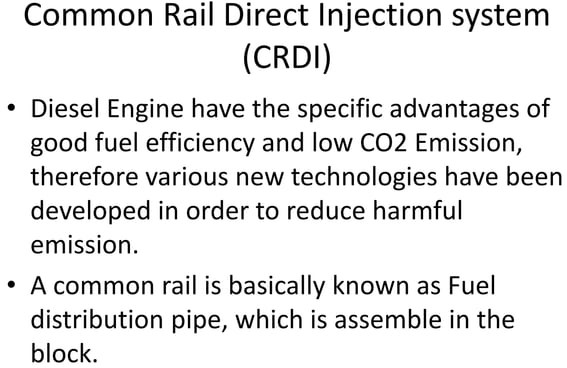 Common Rail Direct Injection system
(CRDI)
• Diesel Engine have the specific advantages of
good fuel efficiency and low CO2 Emission,
therefore various new technologies have been
developed in order to reduce harmful
emission.
• A common rail is basically known as Fuel
distribution pipe, which is assemble in the
block.